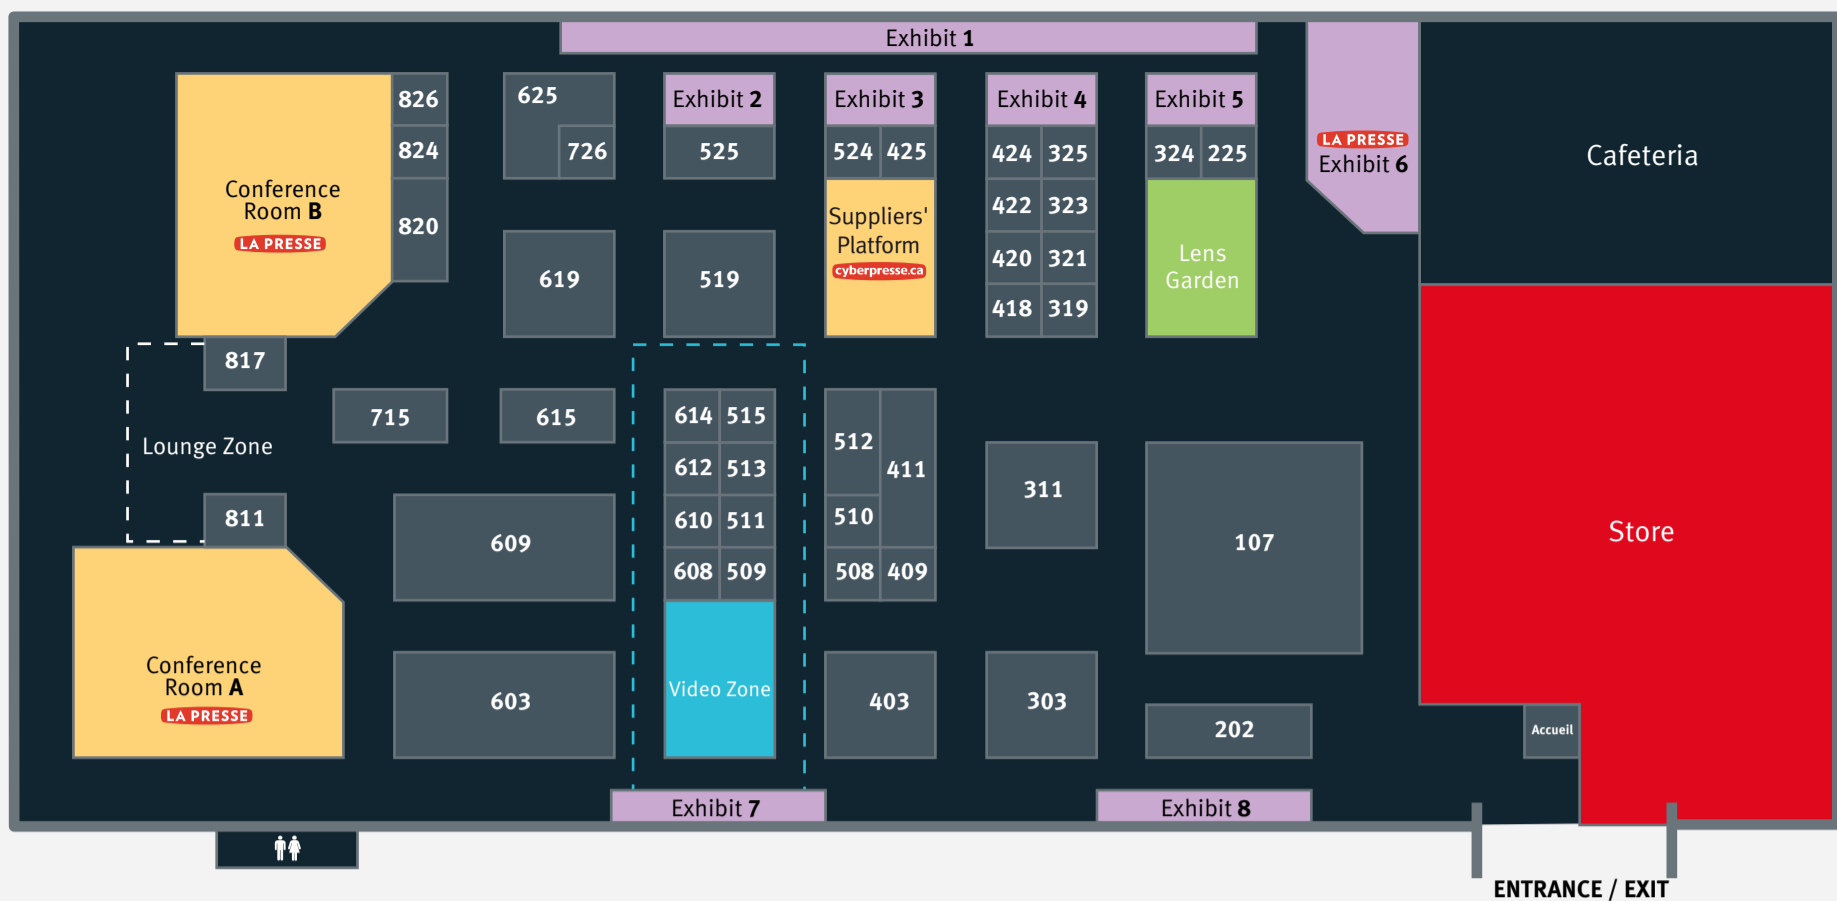 Exhibit 1
826
625
Exhibit 2
Exhibit 3
Exhibit 4
Exhibit 5
LA PRESSE
Exhibit 6
Cafeteria
824
726
525
524
425
424
325
324
225
Conference
Room B
LA PRESSE
820
Suppliers'
Platform
cyberpresse.ca
422
323
619
519
420
321
Lens
Garden
418
319
817
715
615
614
515
512
411
Lounge Zone
612
513
311
811
609
610
511
510
107
Store
608
509
508
409
Conference
Room A
LA PRESSE
603
Video Zone
403
303
202
Accueil
Exhibit 7
Exhibit 8
ENTRANCE / EXIT